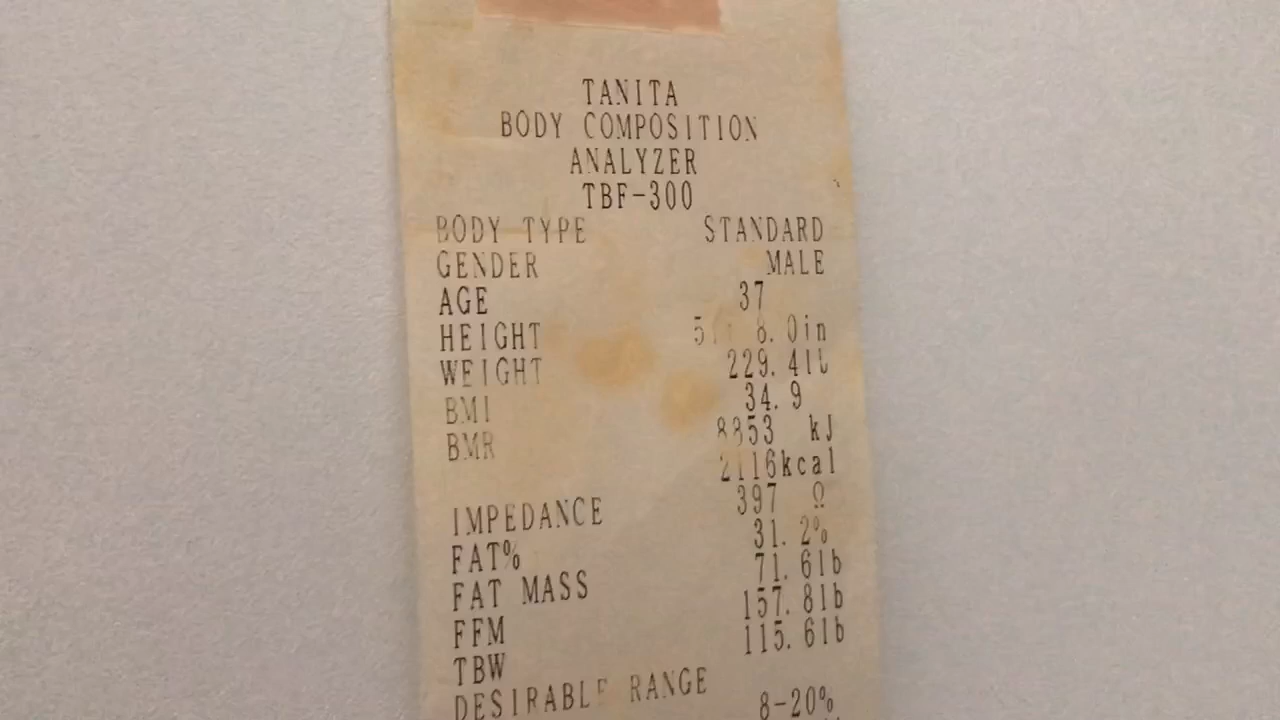 TANITA
BODY COMPOSITION
ANALYZER
TBF-300
BODY TYPE STANDARD
GENDER MALE
AGE 37
HEIGHT 8.0in
WEIGHT 229.4lb
BMI 34.9
BMR 8853 kJ
2116kcal
IMPEDANCE 397 Ω
FAT% 31.2%
FAT MASS 71.6lb
FFM 157.8lb
TBW 115.6lb
DESIRABLE RANGE
8-20%